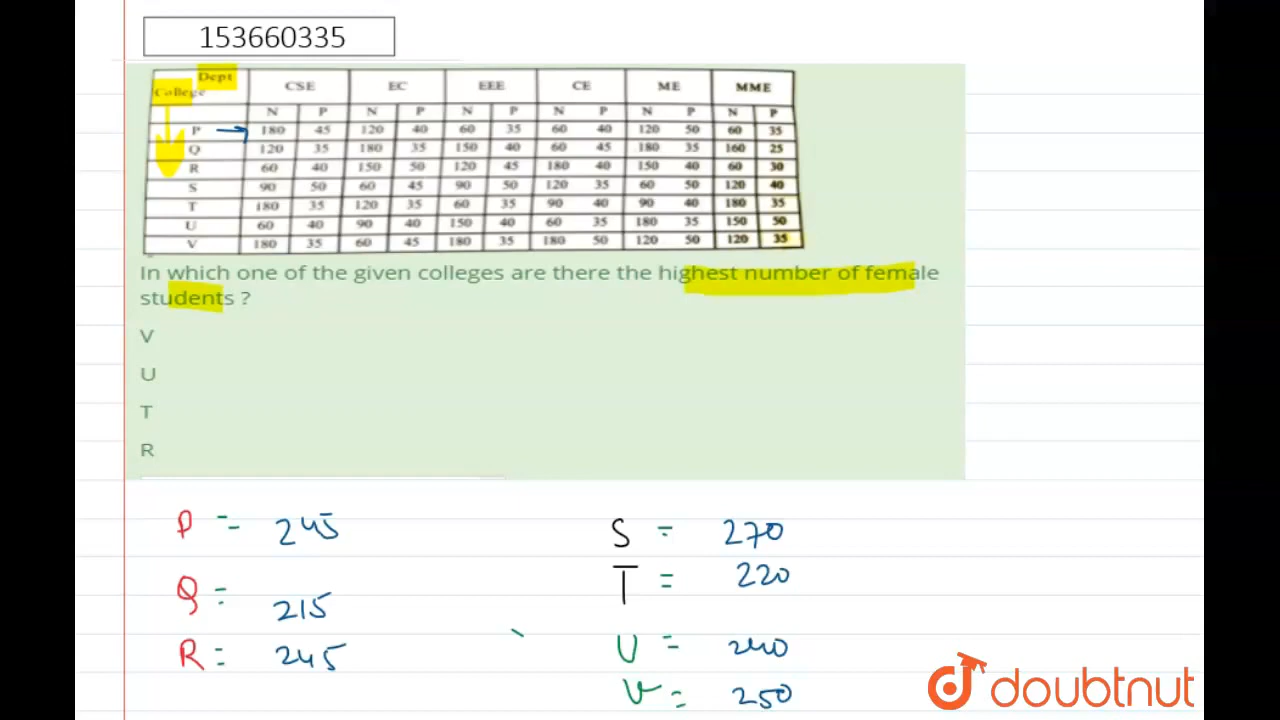 153660335
Dept
College CSE EC EEE CE ME MME
N P N P N P N P N P N P
P 180 45 120 40 60 35 60 40 120 50 60 35
Q 120 35 180 35 150 40 60 45 180 35 160 25
R 60 40 150 50 120 45 180 40 150 40 60 30
S 90 50 60 45 90 50 120 35 60 50 120 40
T 180 35 120 35 60 35 90 40 90 40 180 35
U 60 40 90 40 150 40 60 35 180 35 150 50
V 180 35 60 45 180 35 180 50 120 50 120 35
In which one of the given colleges are there the highest number of female
students ?
V
U
T
R
P = 245
Q = 215
R = 245
S = 270
T = 220
U = 240
V = 250
doubtnut